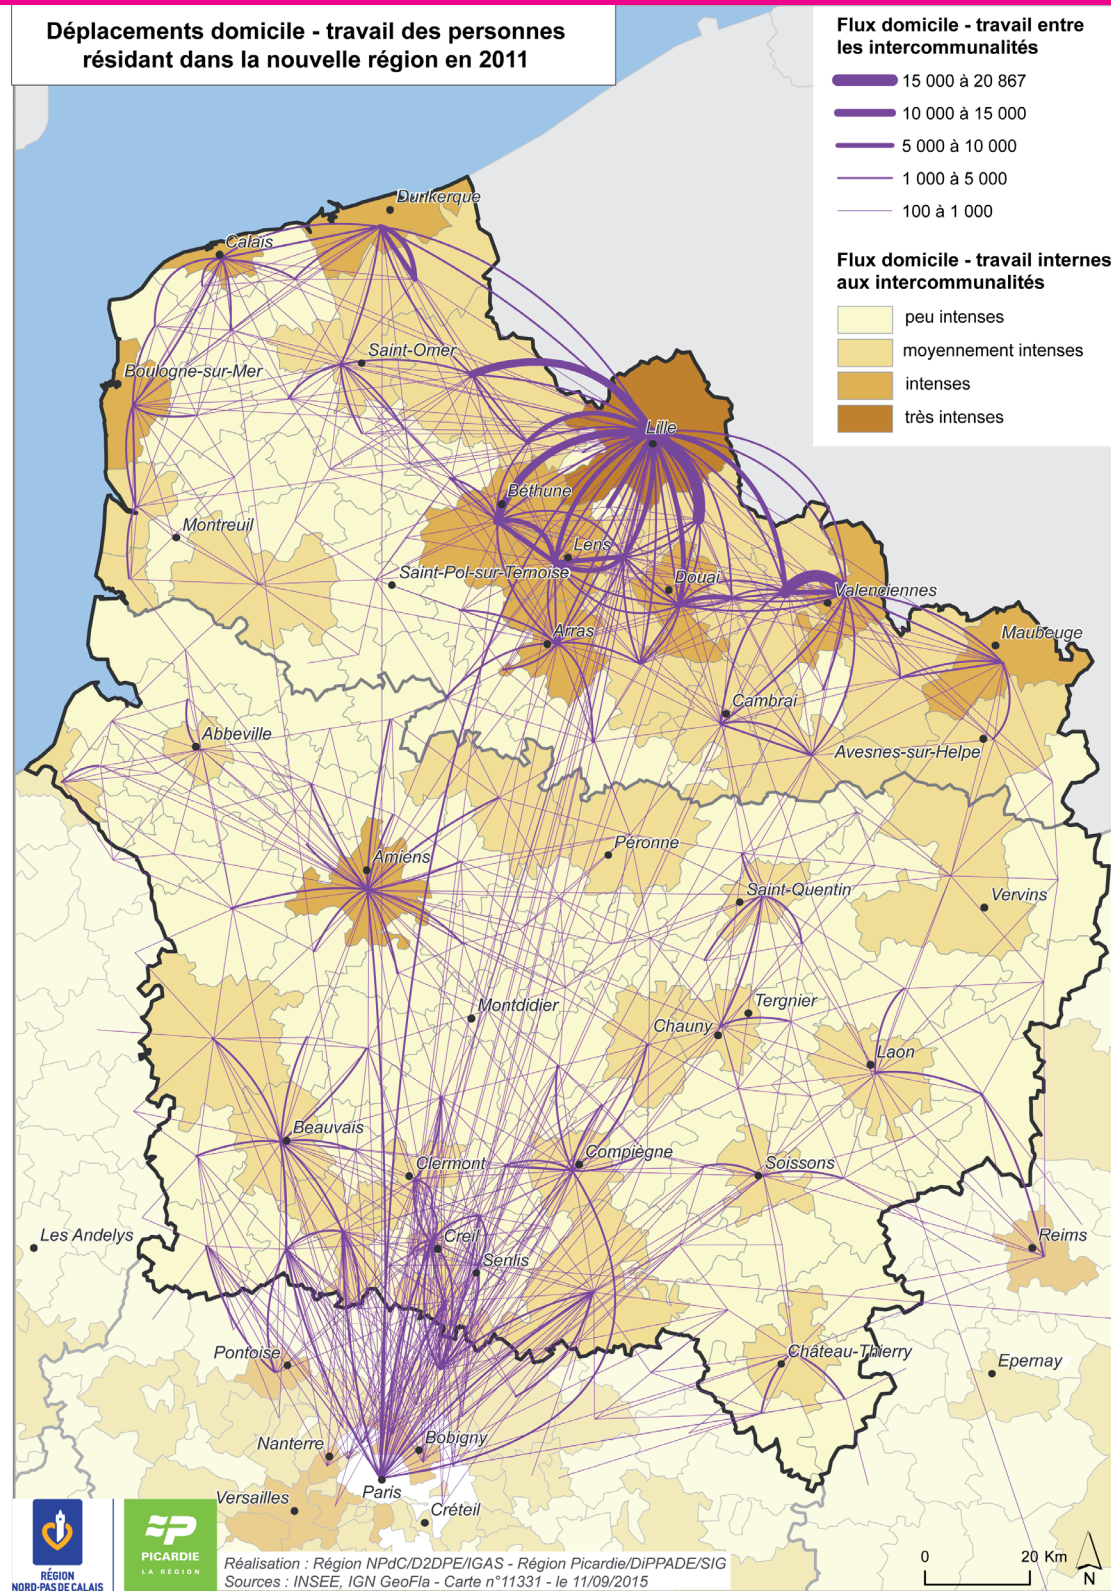 Déplacements domicile - travail des personnes
résidant dans la nouvelle région en 2011
Flux domicile - travail entre
les intercommunalités
15 000 à 20 867
10 000 à 15 000
5 000 à 10 000
1 000 à 5 000
100 à 1 000
Flux domicile - travail internes
aux intercommunalités
peu intenses
moyennement intenses
intenses
très intenses
Dunkerque
Calais
Saint-Omer
Boulogne-sur-Mer
Lille
Béthune
Montreuil
Lens
Saint-Pol-sur-Ternoise
Douai
Valenciennes
Arras
Maubeuge
Cambrai
Abbeville
Avesnes-sur-Helpe
Amiens
Péronne
Saint-Quentin
Vervins
Montdidier
Tergnier
Chauny
Laon
Beauvais
Clermont
Compiègne
Soissons
Les Andelys
Creil
Reims
Senlis
Pontoise
Château-Thierry
Epernay
Nanterre
Bobigny
Paris
Versailles
Créteil
RÉGION
NORD-PAS DE CALAIS
PICARDIE
LA RÉGION
Réalisation : Région NPdC/D2DPE/IGAS - Région Picardie/DiPPADE/SIG
Sources : INSEE, IGN GeoFla - Carte n°11331 - le 11/09/2015
0 20 Km
N